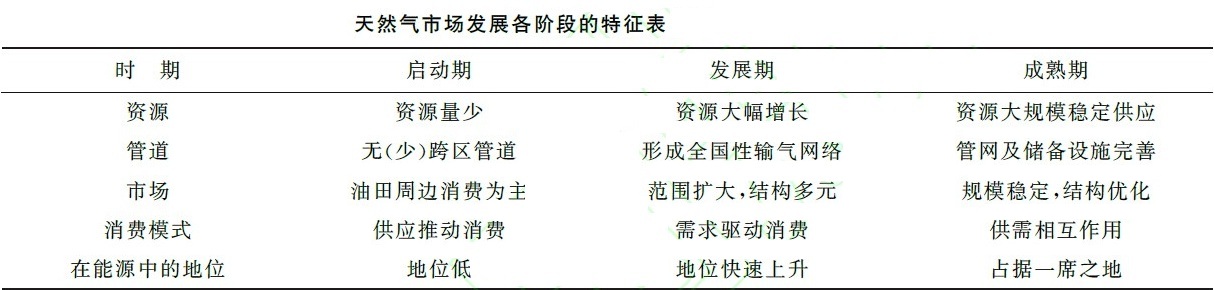 天然气市场发展各阶段的特征表
时 期 启动期 发展期 成熟期
资源 资源量少 资源大幅增长 资源大规模稳定供应
管道 无(少)跨区管道 形成全国性输气网络 管网及储备设施完善
市场 油田周边消费为主 范围扩大,结构多元 规模稳定,结构优化
消费模式 供应推动消费 需求驱动消费 供需相互作用
在能源中的地位 地位低 地位快速上升 占据一席之地